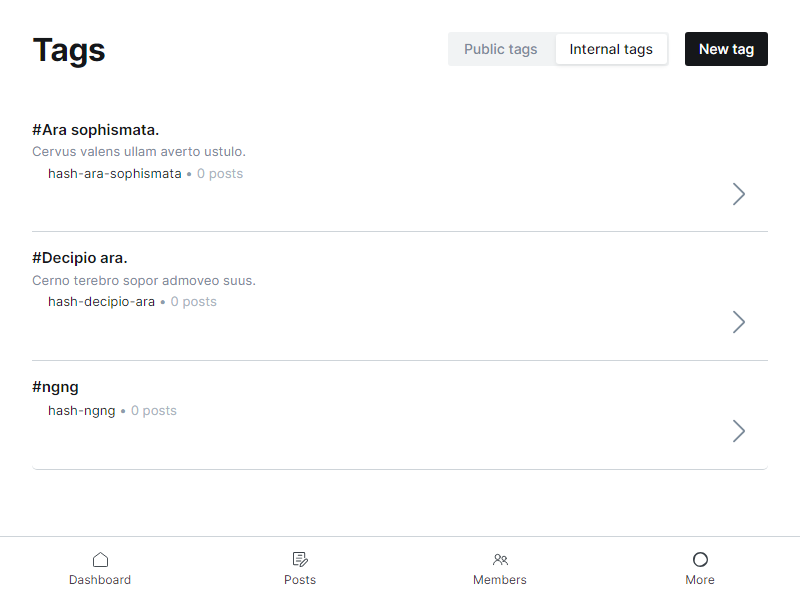 Tags
Public tags
Internal tags
New tag
#Ara sophismata.
Cervus valens ullam averto ustulo.
hash-ara-sophismata • 0 posts
#Decipio ara.
Cerno terebro sopor admoveo suus.
hash-decipio-ara • 0 posts
#ngng
hash-ngng • 0 posts
Dashboard
Posts
Members
More